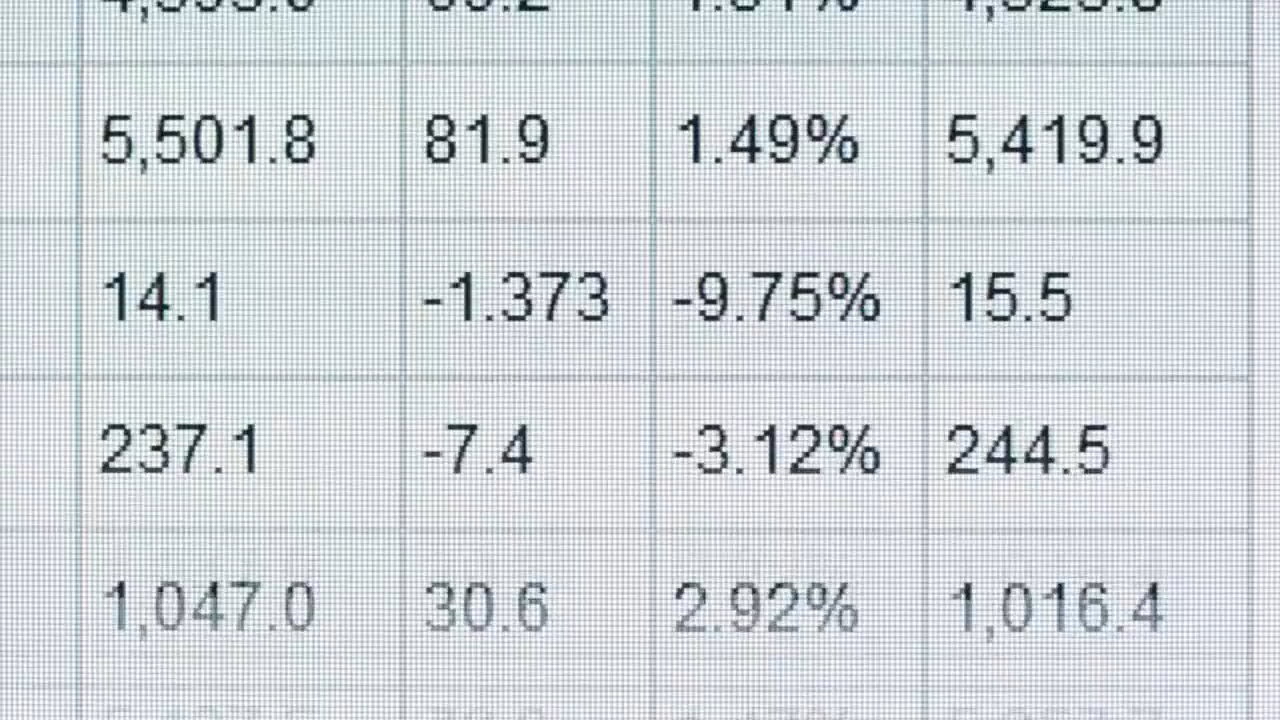 5,501.8 81.9 1.49% 5,419.9
14.1 -1.373 -9.75% 15.5
237.1 -7.4 -3.12% 244.5
1,047.0 30.6 2.92% 1,016.4